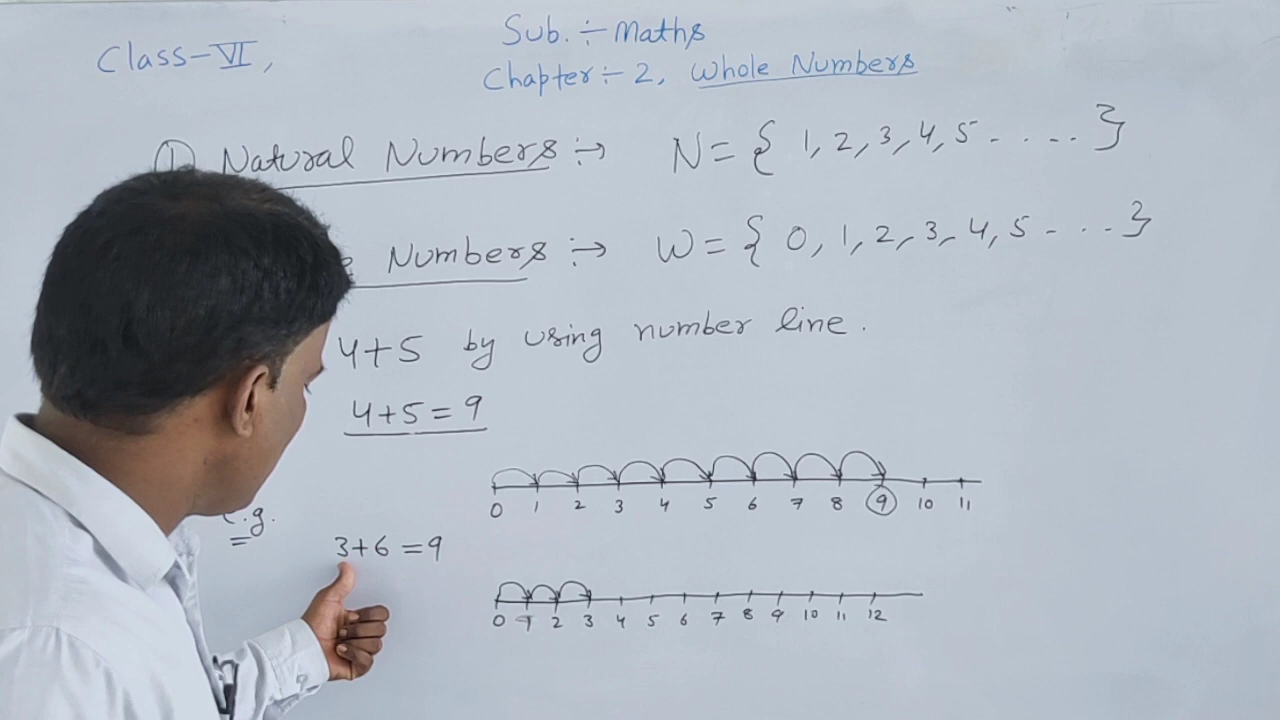 Class-VI,
Sub. :- Maths
Chapter :- 2, Whole Numbers
① Natural Numbers :→ N = { 1, 2, 3, 4, 5 ..... }
Numbers :→ W = { 0, 1, 2, 3, 4, 5 .... }
4+5 by using number line.
4+5 = 9
0 1 2 3 4 5 6 7 8 9 10 11
e.g.
3+6 = 9
0 1 2 3 4 5 6 7 8 9 10 11 12